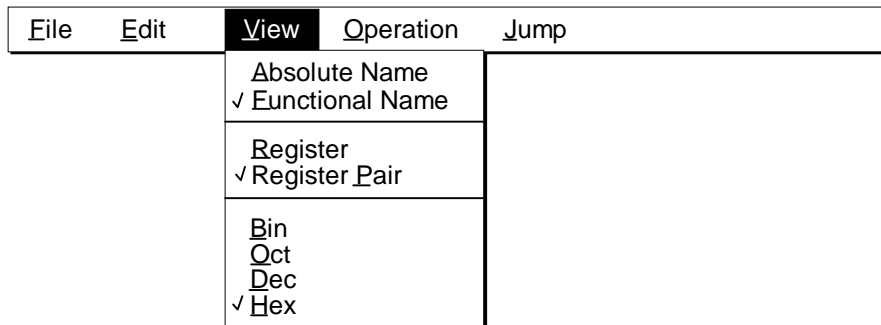 File Edit View Operation Jump
Absolute Name
√ Functional Name
Register
√ Register Pair
Bin
Oct
Dec
√ Hex